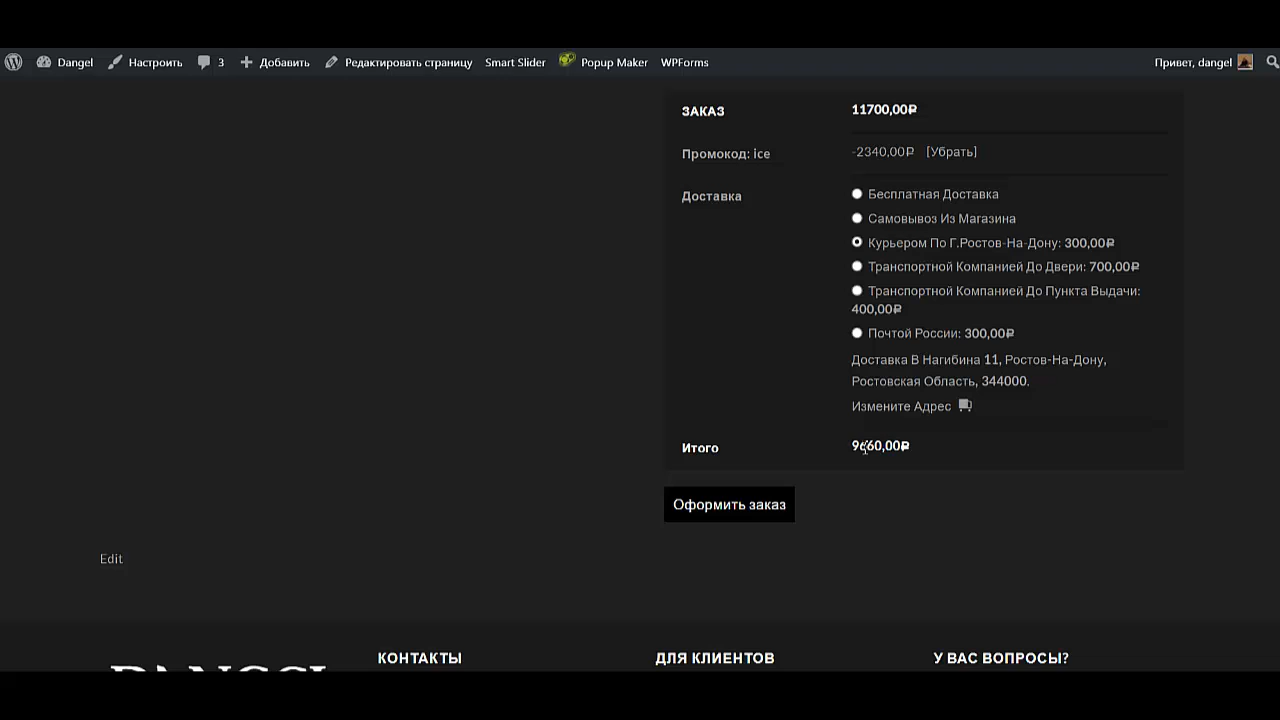 Dangel Настроить 3 Добавить Редактировать страницу Smart Slider Popup Maker WPForms Привет, dangel
ЗАКАЗ 11700,00₽
Промокод: ice -2340,00₽ [Убрать]
Доставка Бесплатная Доставка
Самовывоз Из Магазина
Курьером По Г.Ростов-На-Дону: 300,00₽
Транспортной Компанией До Двери: 700,00₽
Транспортной Компанией До Пункта Выдачи:
400,00₽
Почтой России: 300,00₽
Доставка В Нагибина 11, Ростов-На-Дону,
Ростовская Область, 344000.
Измените Адрес
Итого 9660,00₽
Оформить заказ
Edit
КОНТАКТЫ ДЛЯ КЛИЕНТОВ У ВАС ВОПРОСЫ?